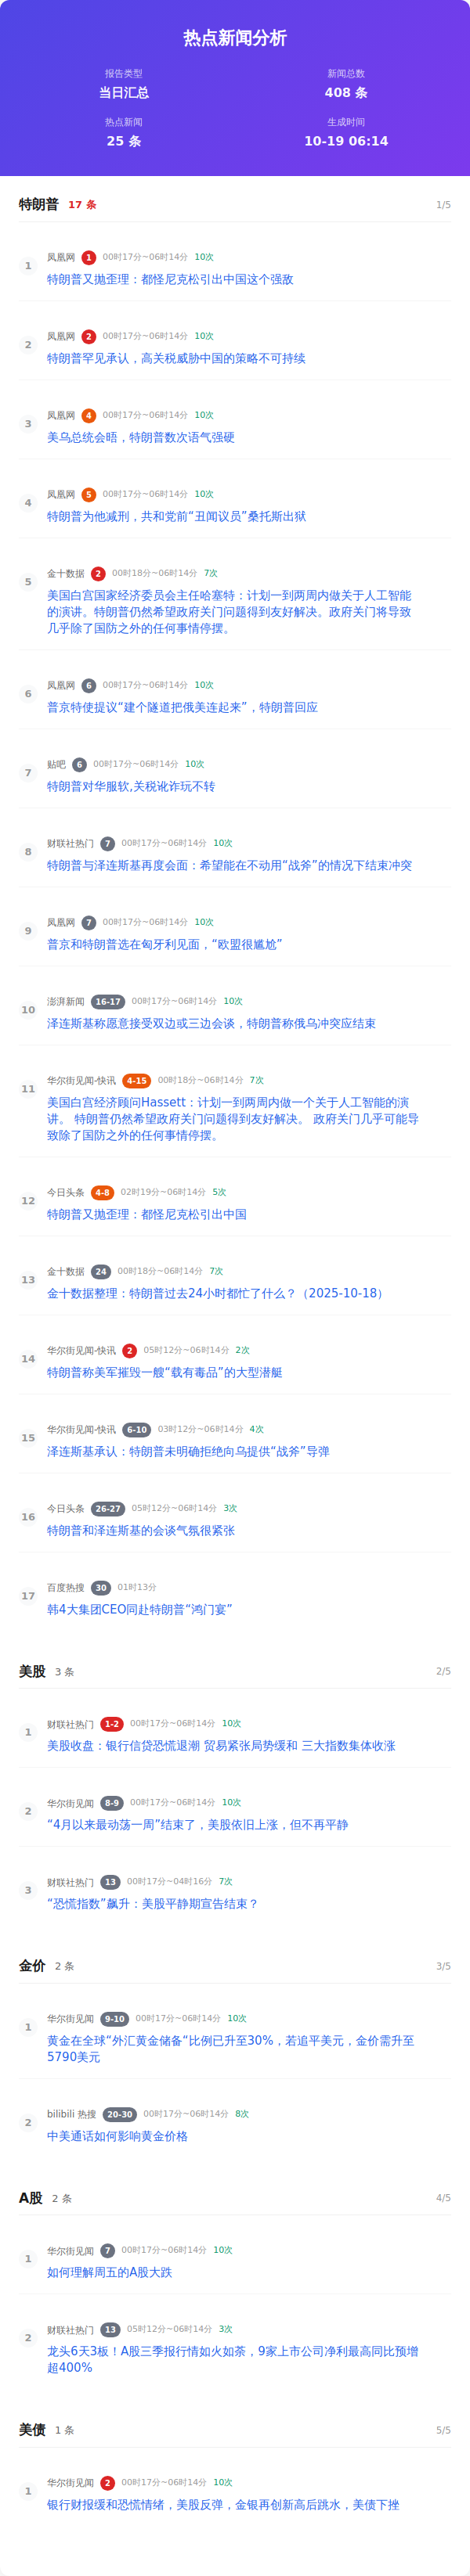 热点新闻分析
报告类型
当日汇总
新闻总数
408 条
热点新闻
25 条
生成时间
10-19 06:14
特朗普 17 条 1/5
1
凤凰网 1 00时17分~06时14分 10次
特朗普又抛歪理：都怪尼克松引出中国这个强敌
2
凤凰网 2 00时17分~06时14分 10次
特朗普罕见承认，高关税威胁中国的策略不可持续
3
凤凰网 4 00时17分~06时14分 10次
美乌总统会晤，特朗普数次语气强硬
4
凤凰网 5 00时17分~06时14分 10次
特朗普为他减刑，共和党前“丑闻议员”桑托斯出狱
5
金十数据 2 00时18分~06时14分 7次
美国白宫国家经济委员会主任哈塞特：计划一到两周内做关于人工智能
的演讲。特朗普仍然希望政府关门问题得到友好解决。政府关门将导致
几乎除了国防之外的任何事情停摆。
6
凤凰网 6 00时17分~06时14分 10次
普京特使提议“建个隧道把俄美连起来”，特朗普回应
7
贴吧 6 00时17分~06时14分 10次
特朗普对华服软,关税讹诈玩不转
8
财联社热门 7 00时17分~06时14分 10次
特朗普与泽连斯基再度会面：希望能在不动用“战斧”的情况下结束冲突
9
凤凰网 7 00时17分~06时14分 10次
普京和特朗普选在匈牙利见面，“欧盟很尴尬”
10
澎湃新闻 16-17 00时17分~06时14分 10次
泽连斯基称愿意接受双边或三边会谈，特朗普称俄乌冲突应结束
11
华尔街见闻-快讯 4-15 00时18分~06时14分 7次
美国白宫经济顾问Hassett：计划一到两周内做一个关于人工智能的演
讲。 特朗普仍然希望政府关门问题得到友好解决。 政府关门几乎可能导
致除了国防之外的任何事情停摆。
12
今日头条 4-8 02时19分~06时14分 5次
特朗普又抛歪理：都怪尼克松引出中国
13
金十数据 24 00时18分~06时14分 7次
金十数据整理：特朗普过去24小时都忙了什么？（2025-10-18）
14
华尔街见闻-快讯 2 05时12分~06时14分 2次
特朗普称美军摧毁一艘“载有毒品”的大型潜艇
15
华尔街见闻-快讯 6-10 03时12分~06时14分 4次
泽连斯基承认：特朗普未明确拒绝向乌提供“战斧”导弹
16
今日头条 26-27 05时12分~06时14分 3次
特朗普和泽连斯基的会谈气氛很紧张
17
百度热搜 30 01时13分
韩4大集团CEO同赴特朗普“鸿门宴”
美股 3 条 2/5
1
财联社热门 1-2 00时17分~06时14分 10次
美股收盘：银行信贷恐慌退潮 贸易紧张局势缓和 三大指数集体收涨
2
华尔街见闻 8-9 00时17分~06时14分 10次
“4月以来最动荡一周”结束了，美股依旧上涨，但不再平静
3
财联社热门 13 00时17分~04时16分 7次
“恐慌指数”飙升：美股平静期宣告结束？
金价 2 条 3/5
1
华尔街见闻 9-10 00时17分~06时14分 10次
黄金在全球“外汇黄金储备“比例已升至30%，若追平美元，金价需升至
5790美元
2
bilibili 热搜 20-30 00时17分~06时14分 8次
中美通话如何影响黄金价格
A股 2 条 4/5
1
华尔街见闻 7 00时17分~06时14分 10次
如何理解周五的A股大跌
2
财联社热门 13 05时12分~06时14分 3次
龙头6天3板！A股三季报行情如火如荼，9家上市公司净利最高同比预增
超400%
美债 1 条 5/5
1
华尔街见闻 2 00时17分~06时14分 10次
银行财报缓和恐慌情绪，美股反弹，金银再创新高后跳水，美债下挫